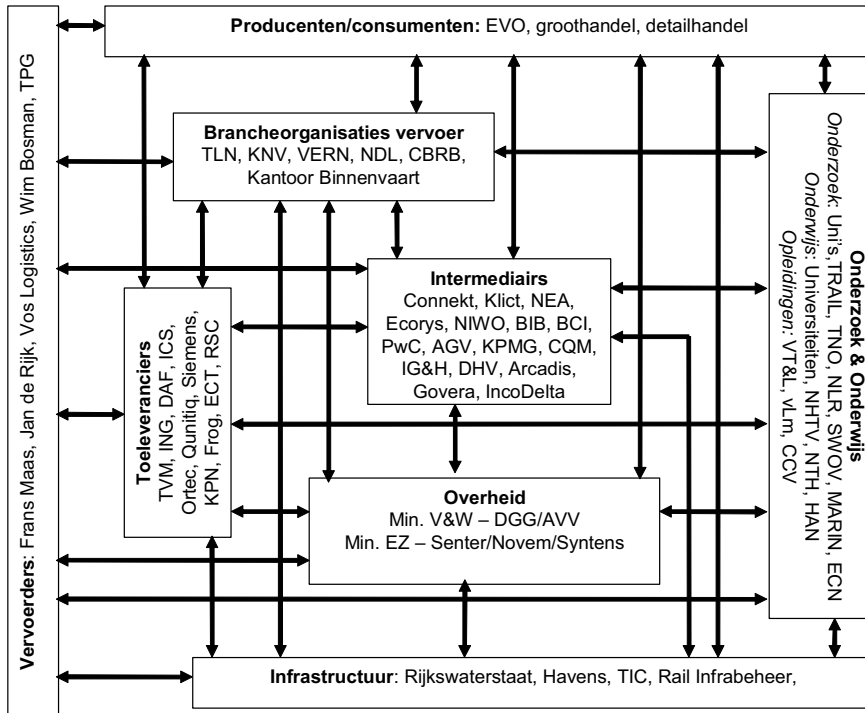 Producenten/consumenten: EVO, groothandel, detailhandel
Vervoerders: Frans Maas, Jan de Rijk, Vos Logistics, Wim Bosman, TPG
Brancheorganisaties vervoer
TLN, KNV, VERN, NDL, CBRB,
Kantoor Binnenvaart
Intermediairs
Connekt, Klict, NEA,
Ecorys, NIWO, BIB, BCI,
PwC, AGV, KPMG, CQM,
IG&H, DHV, Arcadis,
Govera, IncoDelta
Toeleveranciers
TVM, ING, DAF, ICS,
Ortec, Qunitiq, Siemens,
KPN, Frog, ECT, RSC
Onderzoek & Onderwijs
Onderzoek: Uni's,TRAIL, TNO, NLR, SWOV, MARIN, ECN
Onderwijs: Universiteiten, NHTV, NTH, HAN
Opleidingen: VT&L, vLm, CCV
Overheid
Min. V&W – DGG/AVV
Min. EZ – Senter/Novem/Syntens
Infrastructuur: Rijkswaterstaat, Havens, TIC, Rail Infrabeheer,